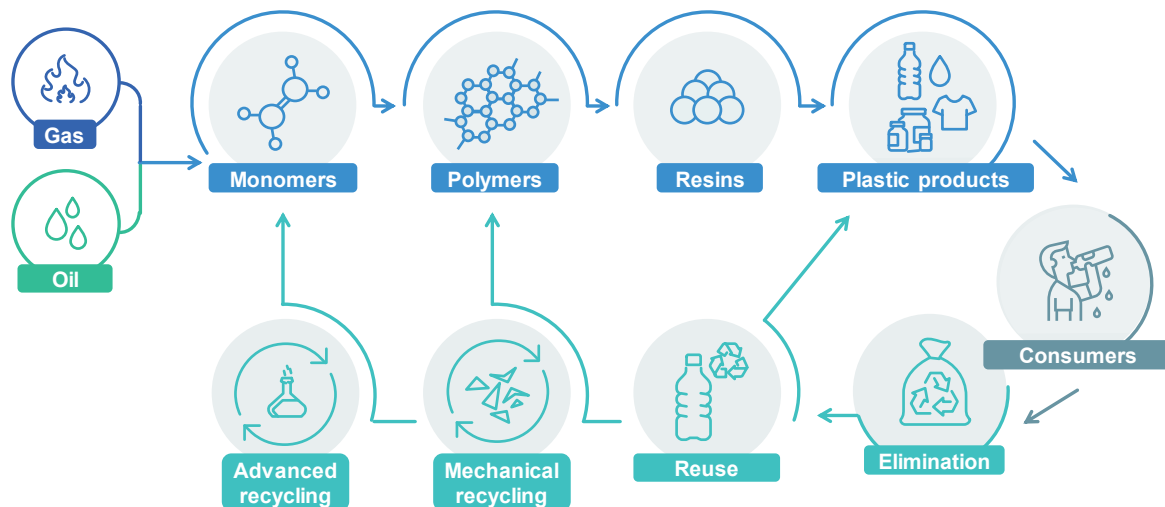 Gas
Oil
Monomers
Polymers
Resins
Plastic products
Consumers
Elimination
Reuse
Mechanical
recycling
Advanced
recycling